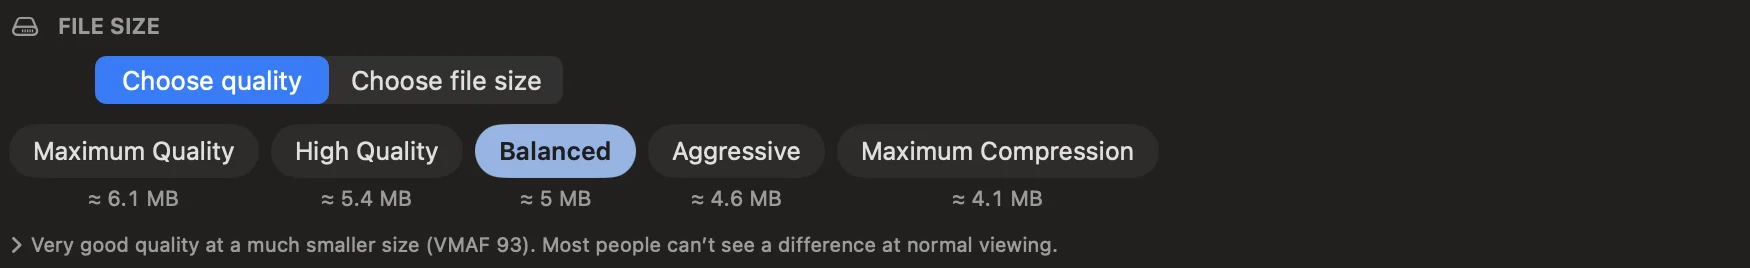 FILE SIZE
Choose quality Choose file size
Maximum Quality High Quality Balanced Aggressive Maximum Compression
≈ 6.1 MB ≈ 5.4 MB ≈ 5 MB ≈ 4.6 MB ≈ 4.1 MB
Very good quality at a much smaller size (VMAF 93). Most people can’t see a difference at normal viewing.